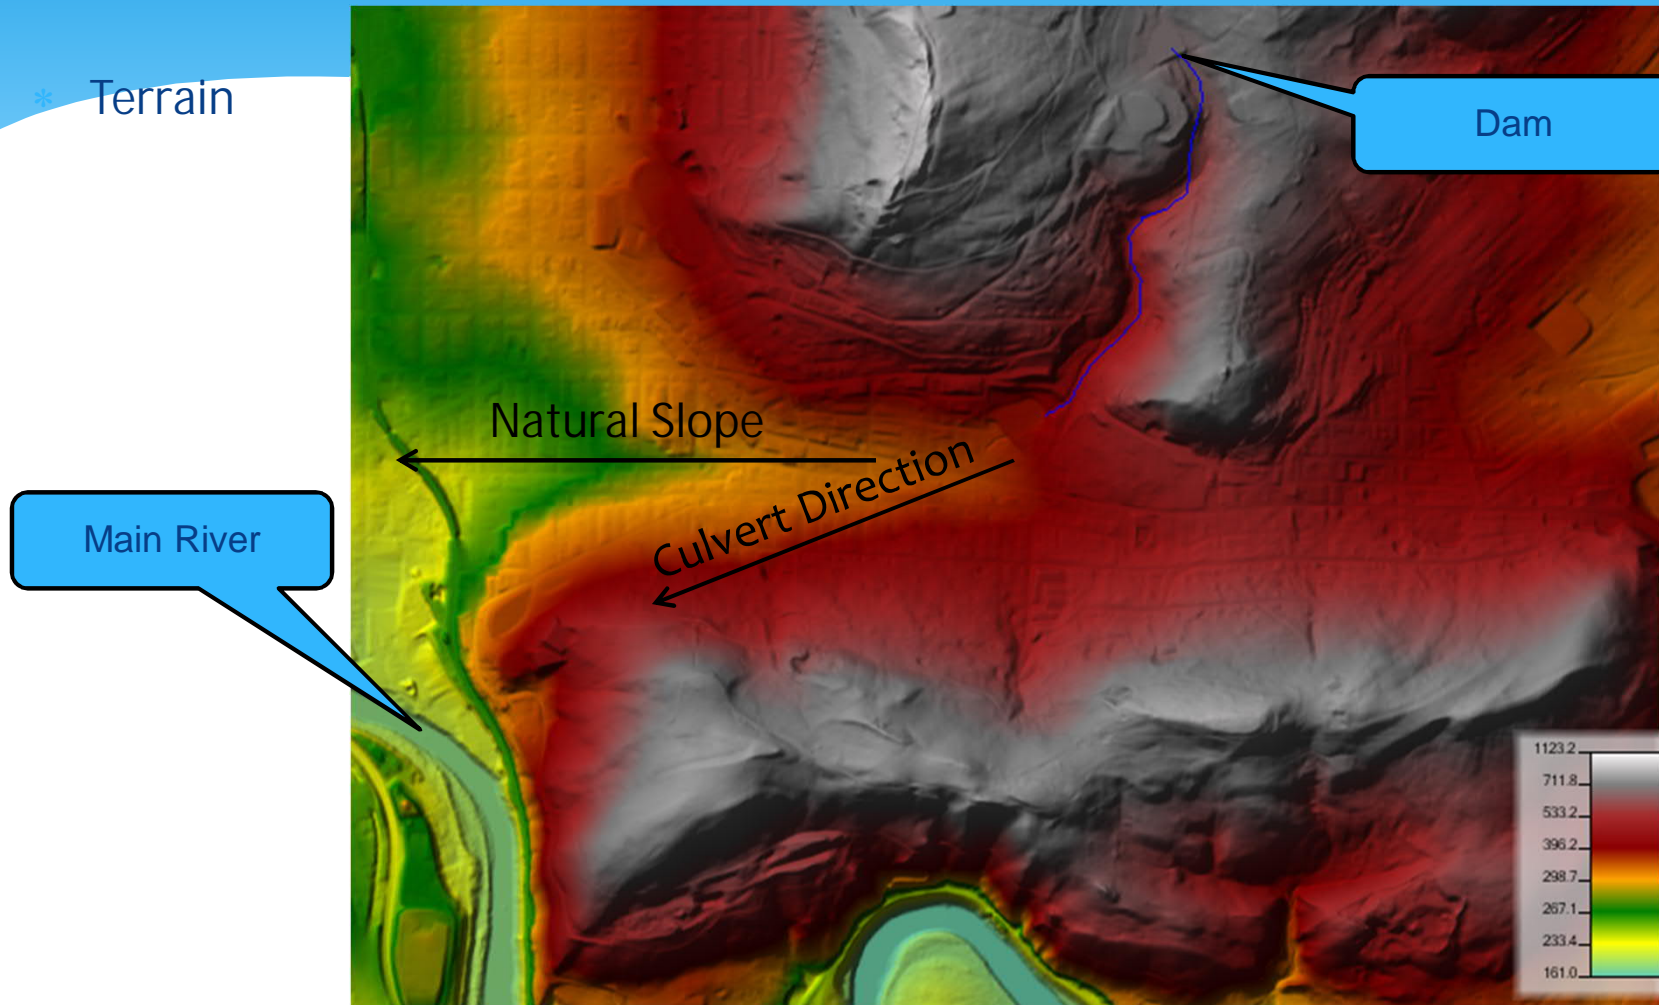 * Terrain
Dam
Natural Slope
Culvert Direction
Main River
1123.2
711.8
533.2
396.2
298.7
267.1
233.4
161.0